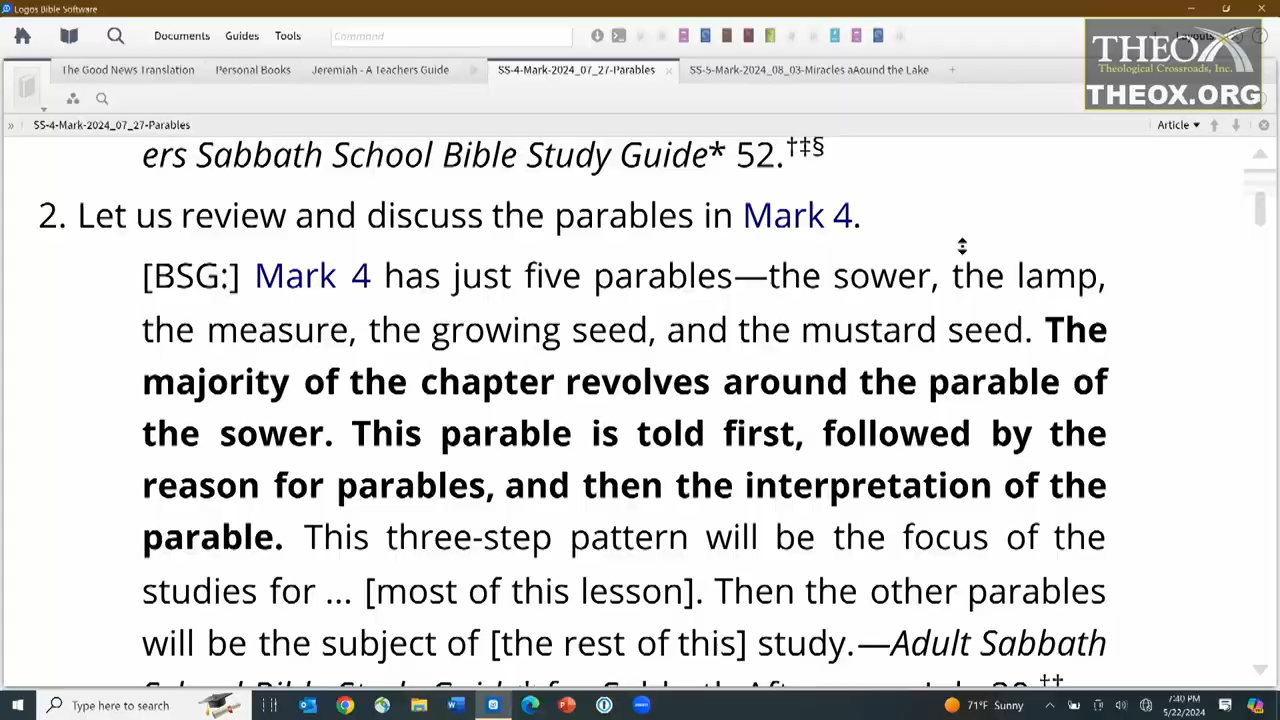 Logos Bible Software
Documents Guides Tools Command Layouts
THEOX
Theological Crossroads, Inc.
THEOX.ORG
The Good News Translation Personal Books Jeremiah - A Teachers Gu SS-4-Mark-2024_07_27-Parables SS-5-Mark-2024_08_03-Miracles aAound the Lake
SS-4-Mark-2024_07_27-Parables Article
ers Sabbath School Bible Study Guide* 52.†‡§
2. Let us review and discuss the parables in Mark 4.
[BSG:] Mark 4 has just five parables—the sower, the lamp,
the measure, the growing seed, and the mustard seed. The
majority of the chapter revolves around the parable of
the sower. This parable is told first, followed by the
reason for parables, and then the interpretation of the
parable. This three-step pattern will be the focus of the
studies for ... [most of this lesson]. Then the other parables
will be the subject of [the rest of this] study.—Adult Sabbath
Type here to search
71°F Sunny
7:40 PM
5/22/2024